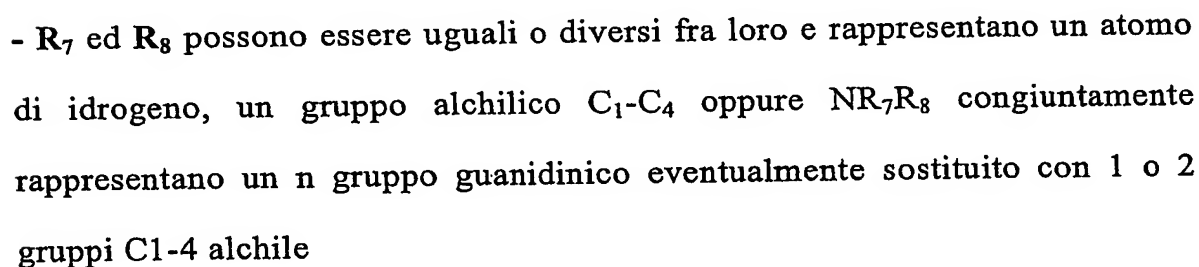 - R₇ ed R₈ possono essere uguali o diversi fra loro e rappresentano un atomo
di idrogeno, un gruppo alchilico C₁-C₄ oppure NR₇R₈ congiuntamente
rappresentano un n gruppo guanidinico eventualmente sostituito con 1 o 2
gruppi C1-4 alchile